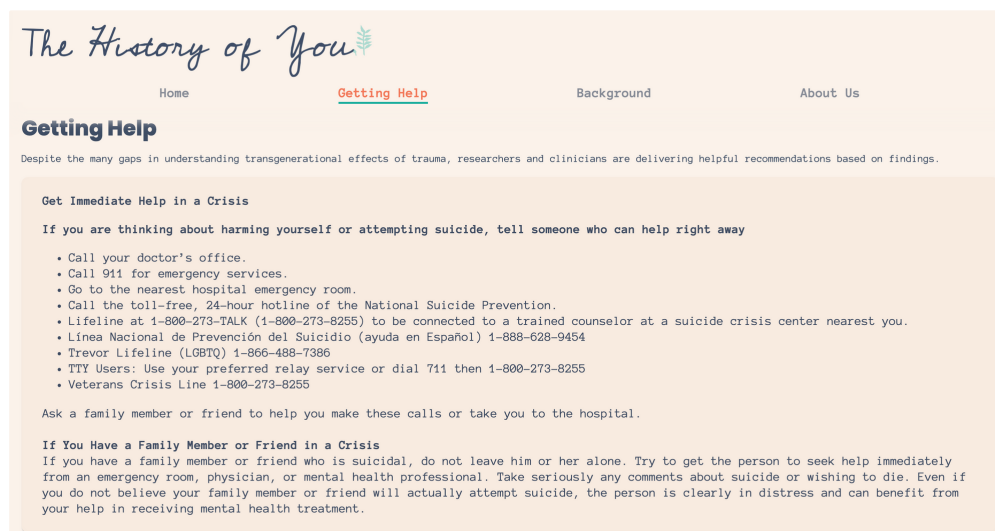 The History of You
Home Getting Help Background About Us
Getting Help
Despite the many gaps in understanding transgenerational effects of trauma, researchers and clinicians are delivering helpful recommendations based on findings.
Get Immediate Help in a Crisis
If you are thinking about harming yourself or attempting suicide, tell someone who can help right away
• Call your doctor's office.
• Call 911 for emergency services.
• Go to the nearest hospital emergency room.
• Call the toll-free, 24-hour hotline of the National Suicide Prevention.
• Lifeline at 1-800-273-TALK (1-800-273-8255) to be connected to a trained counselor at a suicide crisis center nearest you.
• Línea Nacional de Prevención del Suicidio (ayuda en Español) 1-888-628-9454
• Trevor Lifeline (LGBTQ) 1-866-488-7386
• TTY Users: Use your preferred relay service or dial 711 then 1-800-273-8255
• Veterans Crisis Line 1-800-273-8255
Ask a family member or friend to help you make these calls or take you to the hospital.
If You Have a Family Member or Friend in a Crisis
If you have a family member or friend who is suicidal, do not leave him or her alone. Try to get the person to seek help immediately
from an emergency room, physician, or mental health professional. Take seriously any comments about suicide or wishing to die. Even if
you do not believe your family member or friend will actually attempt suicide, the person is clearly in distress and can benefit from
your help in receiving mental health treatment.